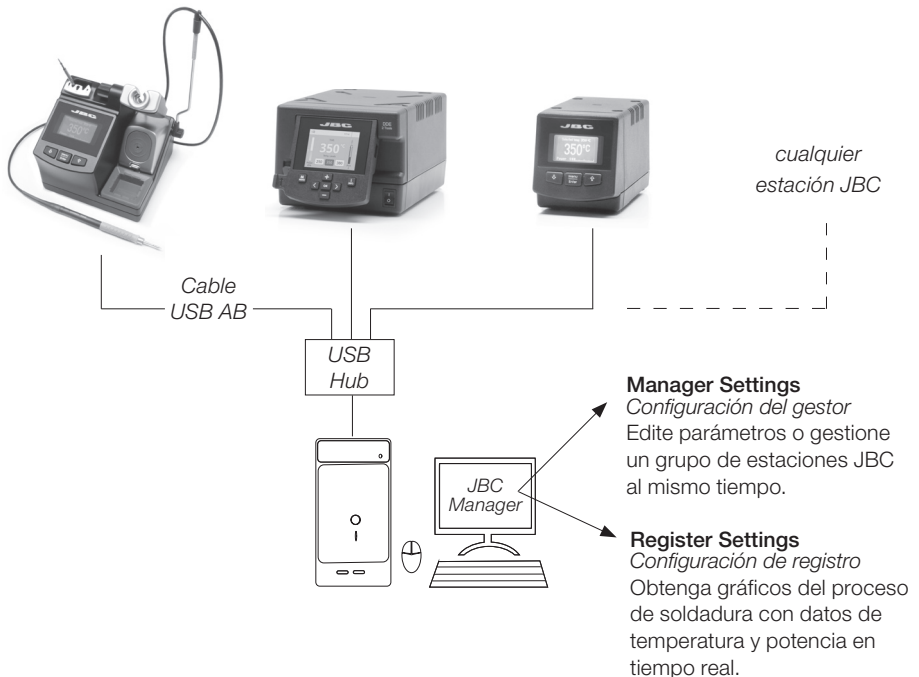 JBC
350°C
JBC
DDE
350°C
JBC
350°C
cualquier
estación JBC
Cable
USB AB
USB
Hub
JBC
Manager
Manager Settings
Configuración del gestor
Edite parámetros o gestione
un grupo de estaciones JBC
al mismo tiempo.
Register Settings
Configuración de registro
Obtenga gráficos del proceso
de soldadura con datos de
temperatura y potencia en
tiempo real.